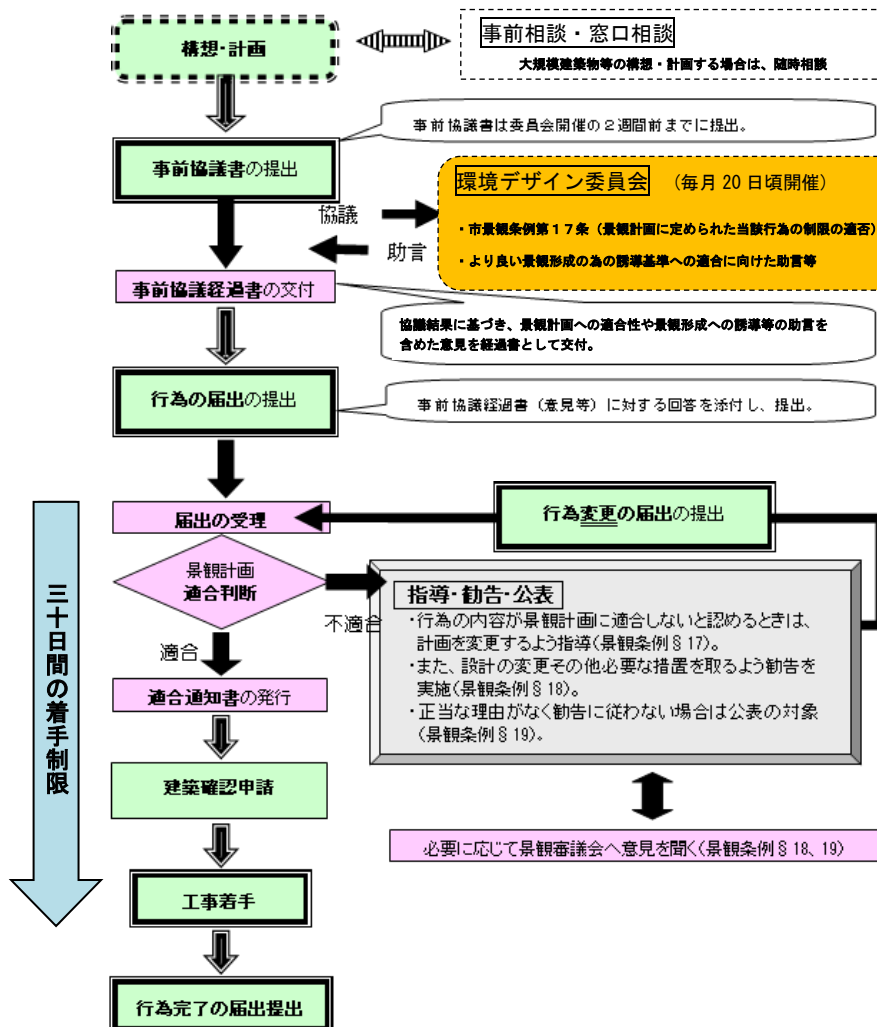 構想・計画
事前相談・窓口相談
大規模建築物等の構想・計画する場合は、随時相談
事前協議書は委員会開催の２週間前までに提出。
事前協議書の提出
環境デザイン委員会　（毎月 20 日頃開催）
・市景観条例第１７条（景観計画に定められた当該行為の制限の適否）
・より良い景観形成の為の誘導基準への適合に向けた助言等
協議
助言
事前協議経過書の交付
協議結果に基づき、景観計画への適合性や景観形成への誘導等の助言を
含めた意見を経過書として交付。
行為の届出の提出
事前協議経過書（意見等）に対する回答を添付し、提出。
届出の受理
行為変更の届出の提出
三十日間の着手制限
景観計画
適合判断
不適合
適合
指導・勧告・公表
・行為の内容が景観計画に適合しないと認めるときは、
計画を変更するよう指導(景観条例§17)。
・また、設計の変更その他必要な措置を取るよう勧告を
実施(景観条例§18)。
・正当な理由がなく勧告に従わない場合は公表の対象
(景観条例§19)。
適合通知書の発行
建築確認申請
必要に応じて景観審議会へ意見を聞く(景観条例§18、19)
工事着手
行為完了の届出提出